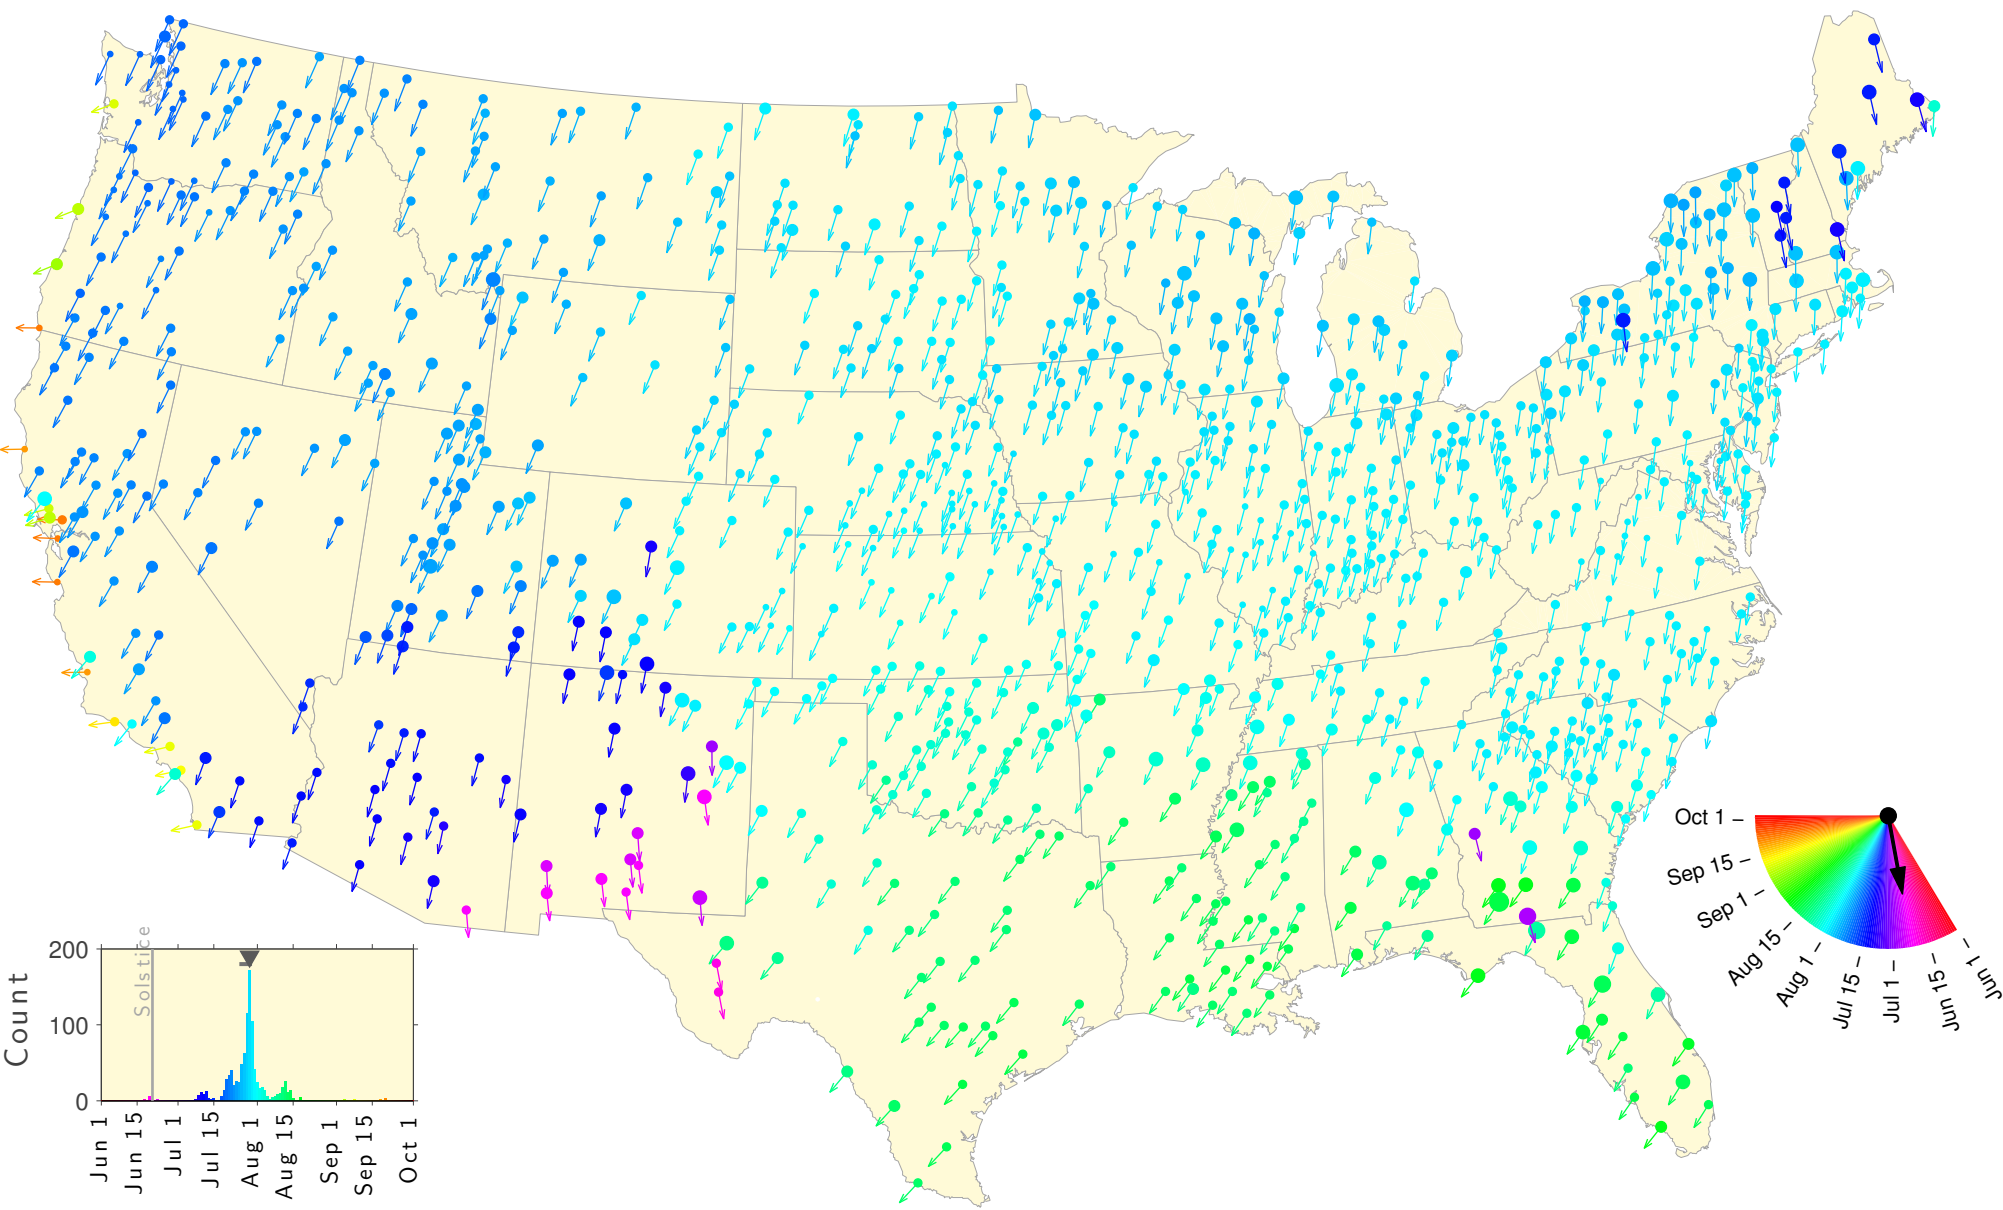 Oct 1 –
Sep 15 –
Sep 1 –
Aug 15 –
Aug 1 –
Jul 15 –
Jul 1 –
Jun 15 –
Jun 1 –
Solstice
Count
200
100
0
Jun 1
Jun 15
Jul 1
Jul 15
Aug 1
Aug 15
Sep 1
Sep 15
Oct 1